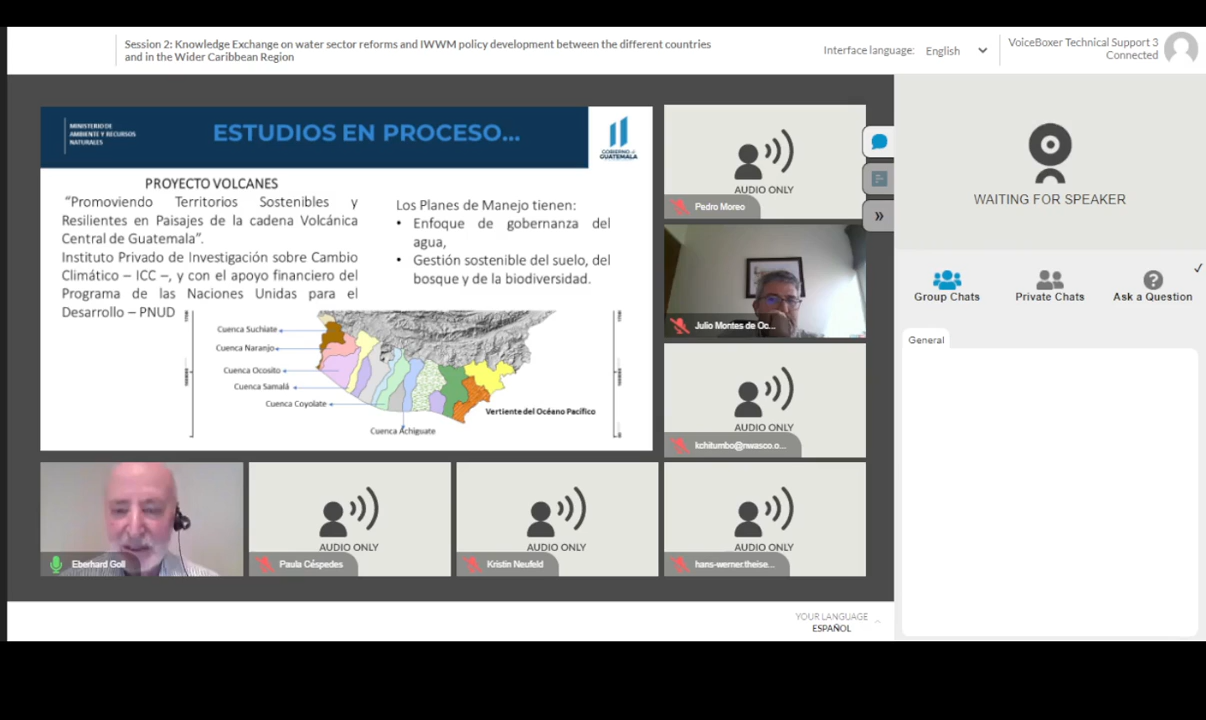 Session 2: Knowledge Exchange on water sector reforms and IWWM policy development between the different countries
and in the Wider Caribbean Region
Interface language: English
VoiceBoxer Technical Support 3
Connected
MINISTERIO DE
AMBIENTE Y RECURSOS
NATURALES
ESTUDIOS EN PROCESO...
GOBIERNO de
GUATEMALA
PROYECTO VOLCANES
“Promoviendo Territorios Sostenibles y
Resilientes en Paisajes de la cadena Volcánica
Central de Guatemala”.
Instituto Privado de Investigación sobre Cambio
Climático – ICC –, y con el apoyo financiero del
Programa de las Naciones Unidas para el
Desarrollo – PNUD
Los Planes de Manejo tienen:
• Enfoque de gobernanza del
agua,
• Gestión sostenible del suelo, del
bosque y de la biodiversidad.
Cuenca Suchiate
Cuenca Naranjo
Cuenca Ocosito
Cuenca Samalá
Cuenca Coyolate
Cuenca Achiguate
Vertiente del Océano Pacífico
AUDIO ONLY
Pedro Moreo
Julio Montes de Oc...
AUDIO ONLY
kchitumbo@nwasco.o...
Eberhard Goll
AUDIO ONLY
Paula Céspedes
AUDIO ONLY
Kristin Neufeld
AUDIO ONLY
hans-werner.theise...
WAITING FOR SPEAKER
Group Chats
Private Chats
Ask a Question
General
YOUR LANGUAGE
ESPAÑOL